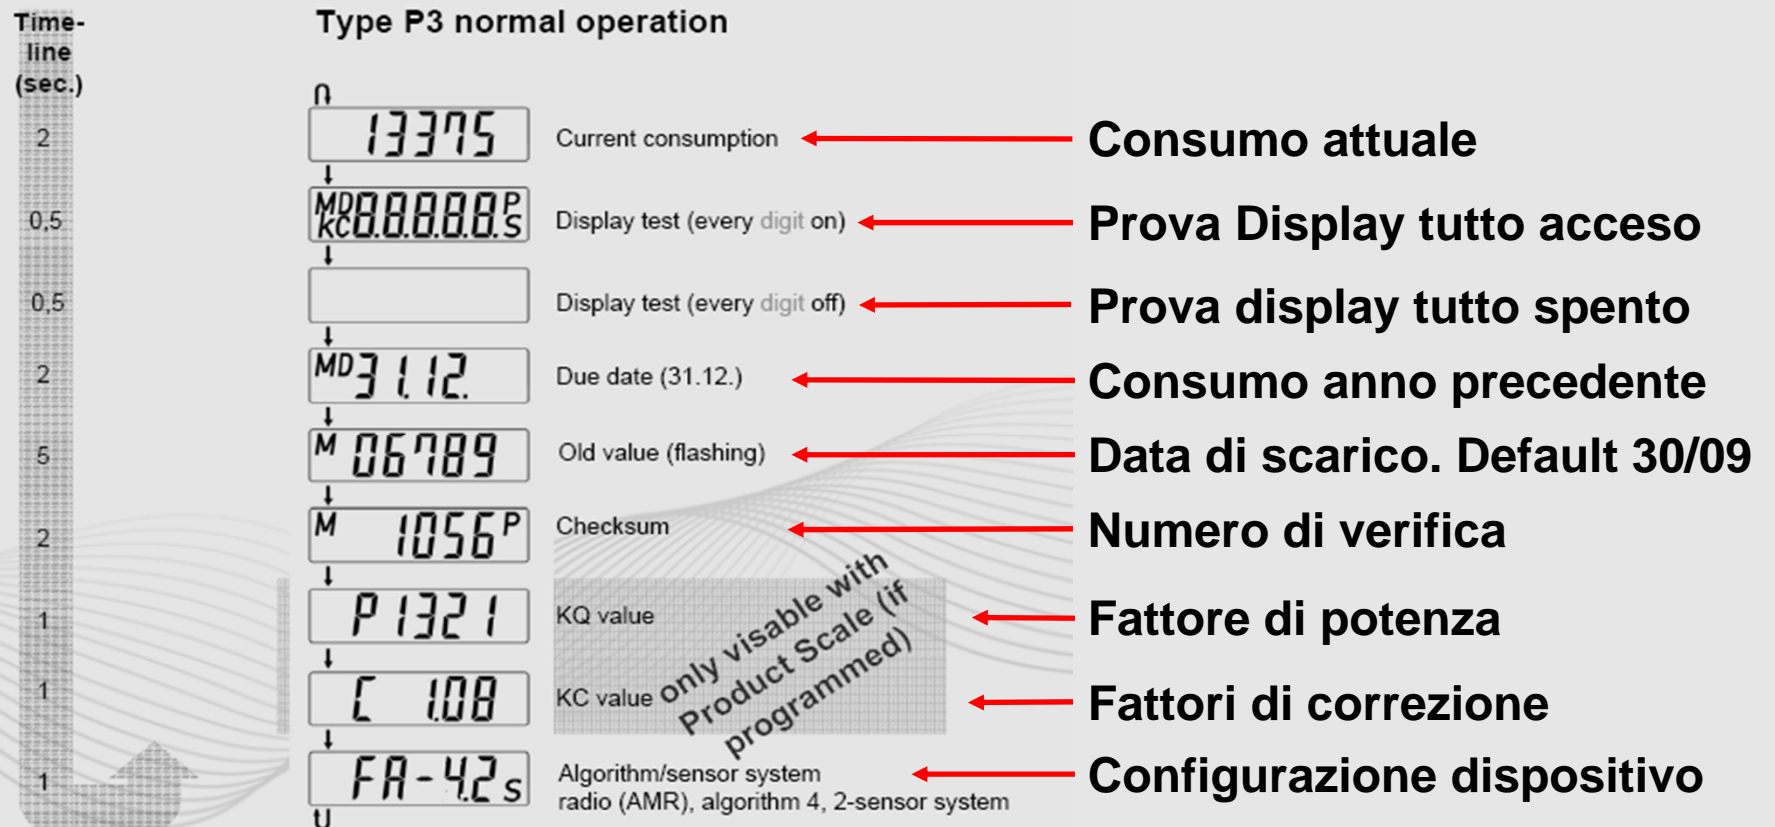 Time-
line
(sec.)
Type P3 normal operation
2
13375
Current consumption
Consumo attuale
0,5
MD
KC8.8.8.8.8.PS
Display test (every digit on)
Prova Display tutto acceso
0,5
Display test (every digit off)
Prova display tutto spento
2
MD 31.12.
Due date (31.12.)
Consumo anno precedente
5
M 06789
Old value (flashing)
Data di scarico. Default 30/09
2
M 1056 P
Checksum
Numero di verifica
1
P1321
KQ value
Fattore di potenza
1
C 1.08
KC value
Fattori di correzione
only visable with
Product Scale (if
programmed)
1
FA-4.2s
Algorithm/sensor system
radio (AMR), algorithm 4, 2-sensor system
Configurazione dispositivo